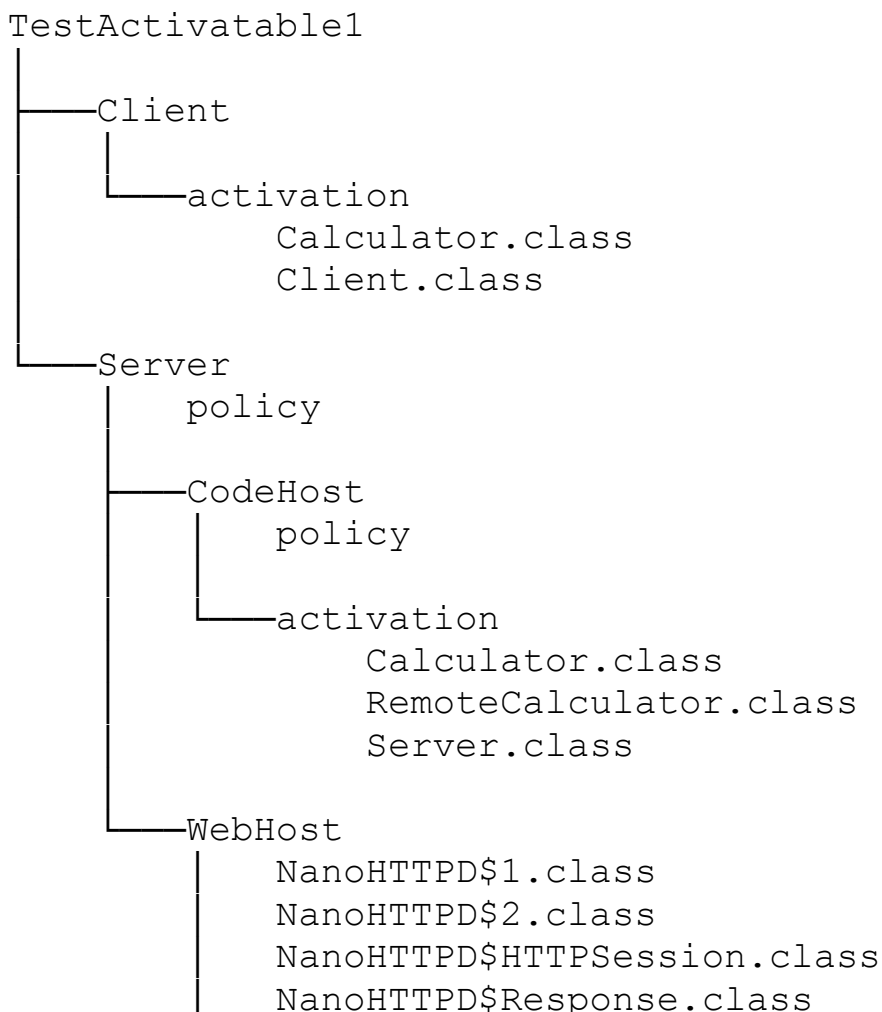 TestActivatable1
Client
activation
Calculator.class
Client.class
Server
policy
CodeHost
policy
activation
Calculator.class
RemoteCalculator.class
Server.class
WebHost
NanoHTTPD$1.class
NanoHTTPD$2.class
NanoHTTPD$HTTPSession.class
NanoHTTPD$Response.class